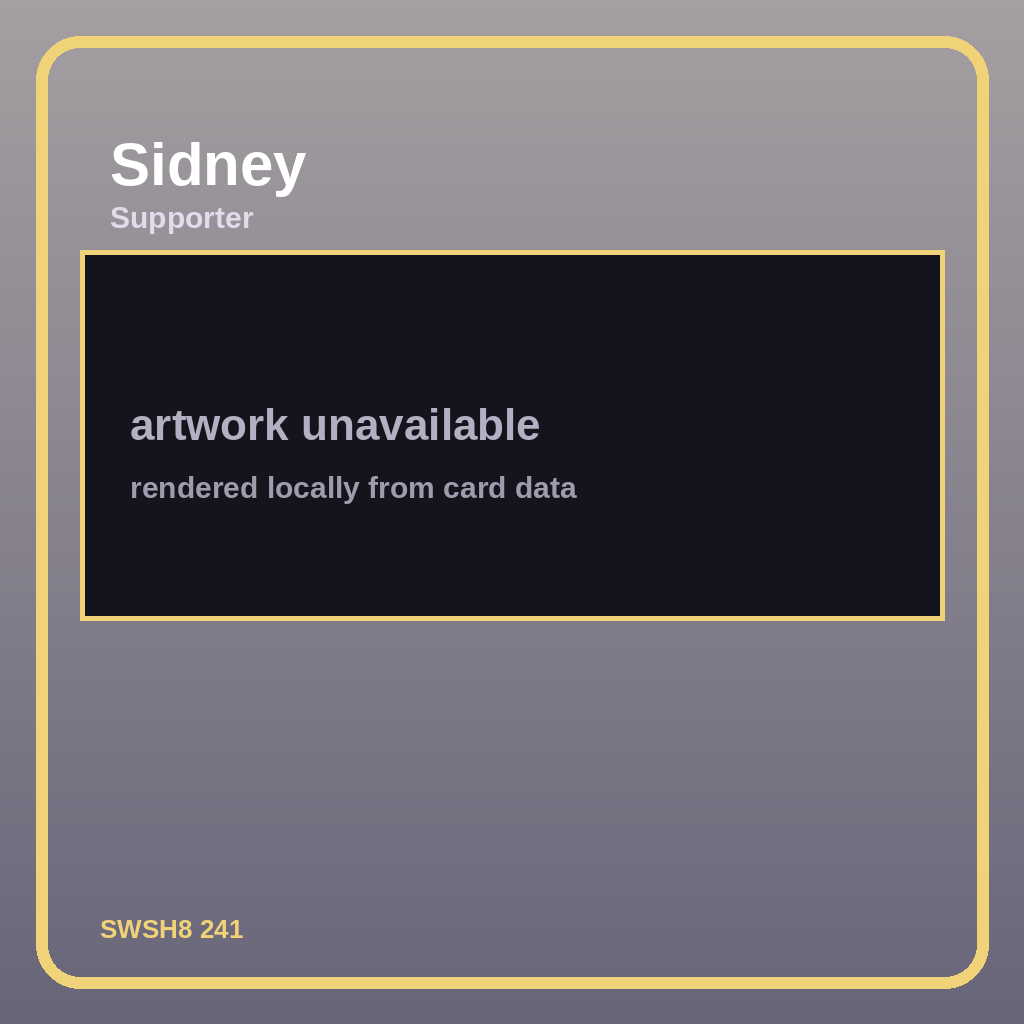 Sidney
Supporter
artwork unavailable
rendered locally from card data
SWSH8 241